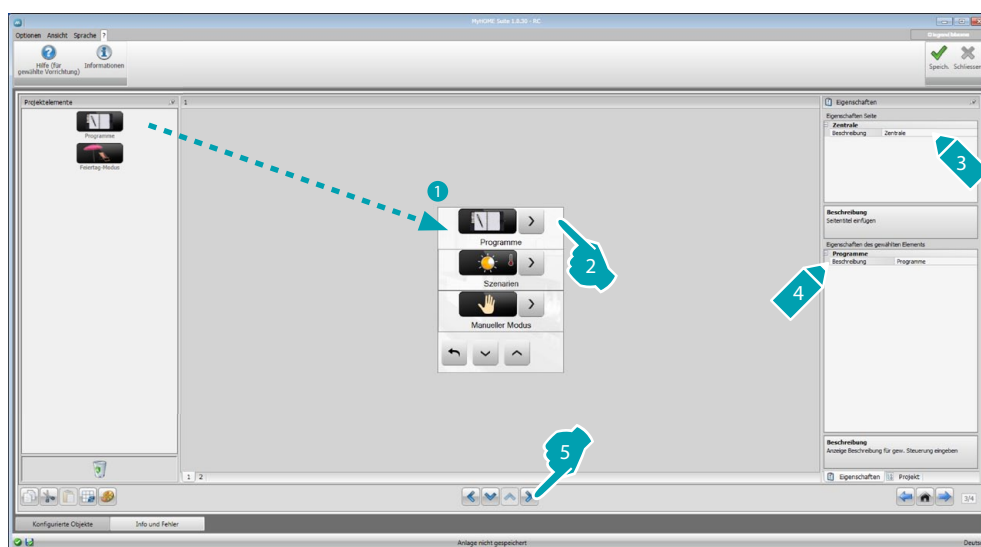 MyHOME Suite 1.0.30 - RC
Optionen Ansicht Sprache ?
Hilfe (für gewählte Vorrichtung)
Informationen
Speich. Schliessen
Projektelemente
1
Eigenschaften
Programme
Feiertag-Modus
Eigenschaften Seite
Zentrale
Beschreibung Zentrale
3
Beschreibung
Seitentitel einfügen
Eigenschaften des gewählten Elements
Programme
Beschreibung Programme
4
1
Programme
2
Szenarien
Manueller Modus
5
Beschreibung
Anzeige Beschreibung für gew. Steuerung eingeben
1 2
Eigenschaften Projekt
3/4
Konfigurierte Objekte Info und Fehler
Anlage nicht gespeichert
Deuts